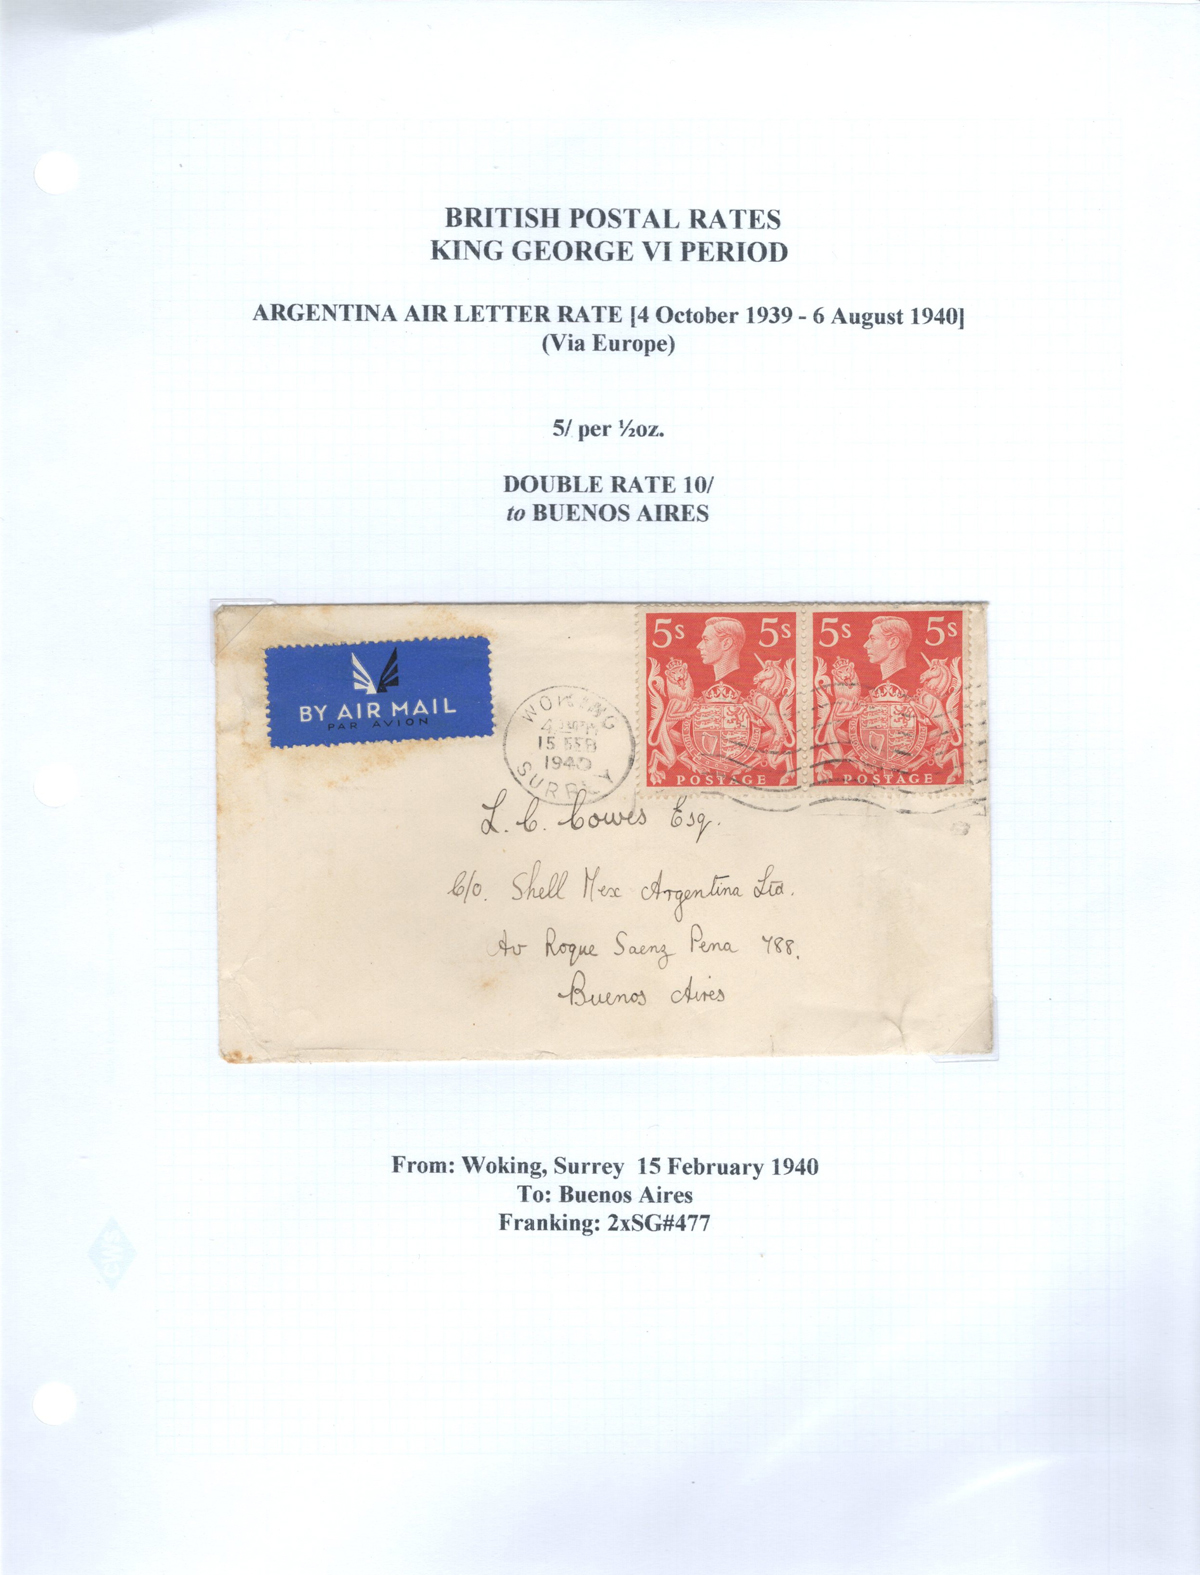 BRITISH POSTAL RATES
KING GEORGE VI PERIOD
ARGENTINA AIR LETTER RATE [4 October 1939 - 6 August 1940]
(Via Europe)
5/ per ½oz.
DOUBLE RATE 10/
to BUENOS AIRES
BY AIR MAIL
PAR AVION
WOKING
15 FEB
1940
SURREY
5s 5s
POSTAGE
5s 5s
POSTAGE
L. C. Cowes Esq.
C/o. Shell Mex Argentina Ltd.
Av Roque Saenz Pena 788.
Buenos Aires
From: Woking, Surrey 15 February 1940
To: Buenos Aires
Franking: 2xSG#477